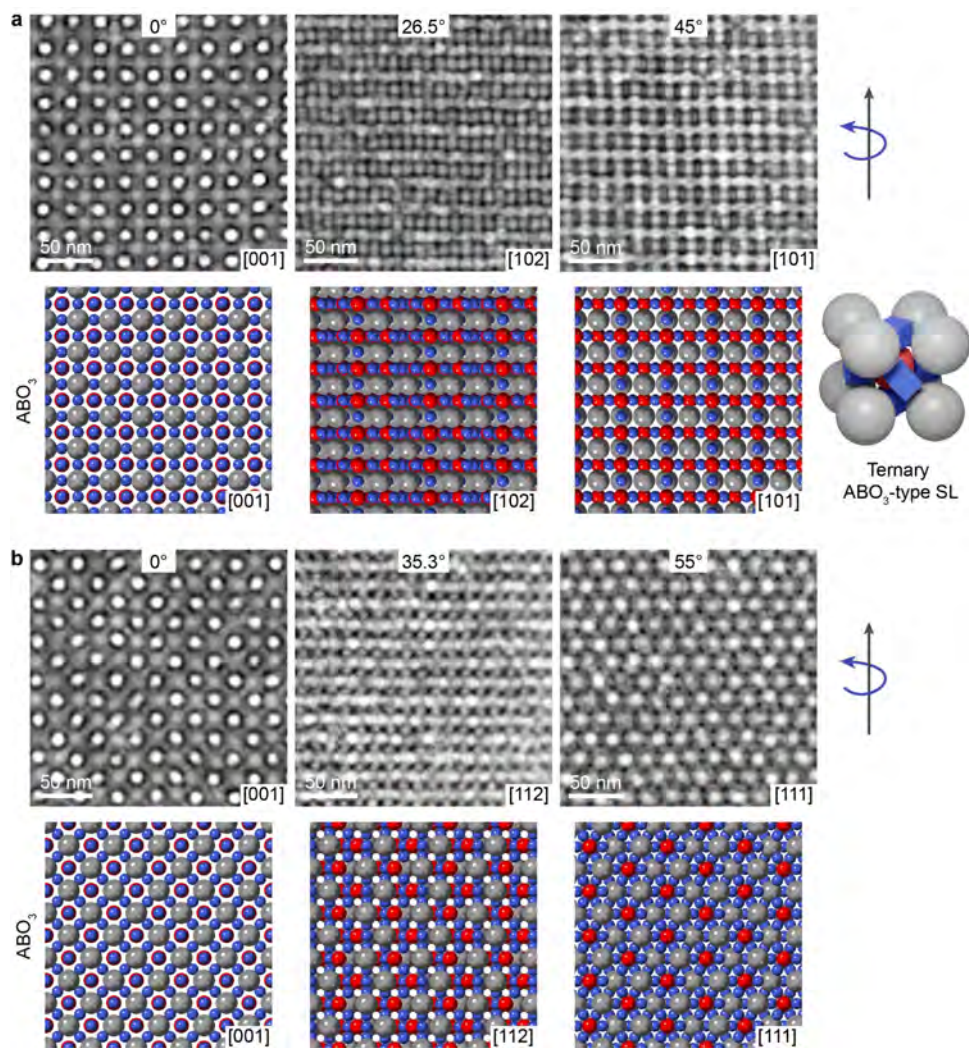 a
0°
26.5°
45°
50 nm
[001]
50 nm
[102]
50 nm
[101]
ABO₃
[001]
[102]
[101]
Ternary
ABO₃-type SL
b
0°
35.3°
55°
50 nm
[001]
50 nm
[112]
50 nm
[111]
ABO₃
[001]
[112]
[111]